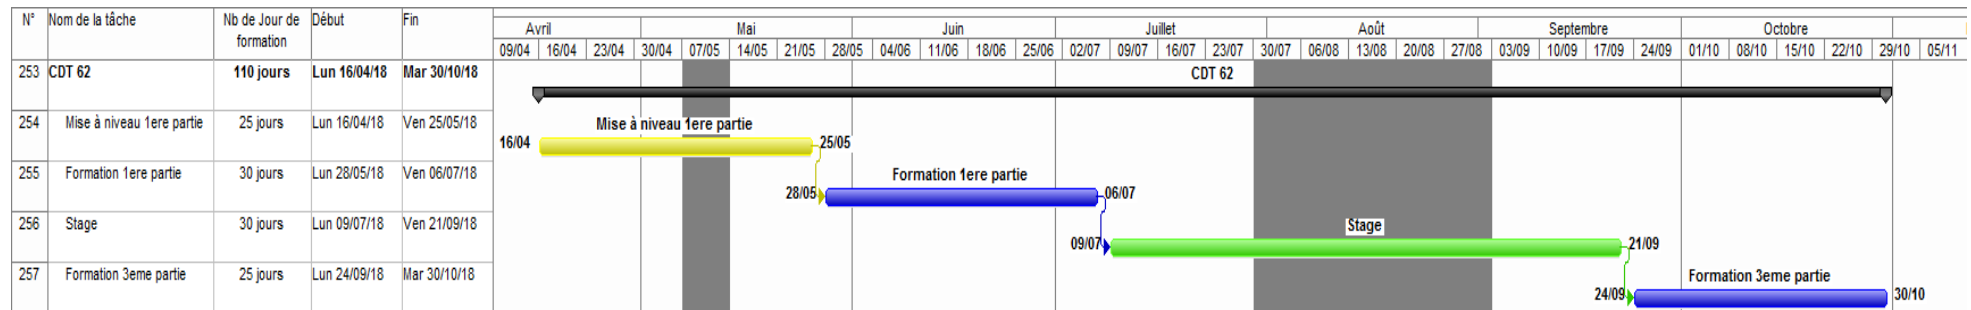 N° Nom de la tâche Nb de Jour de formation Début Fin
Avril Mai Juin Juillet Août Septembre Octobre
09/04 16/04 23/04 30/04 07/05 14/05 21/05 28/05 04/06 11/06 18/06 25/06 02/07 09/07 16/07 23/07 30/07 06/08 13/08 20/08 27/08 03/09 10/09 17/09 24/09 01/10 08/10 15/10 22/10 29/10 05/11
253 CDT 62 110 jours Lun 16/04/18 Mar 30/10/18
CDT 62
254 Mise à niveau 1ere partie 25 jours Lun 16/04/18 Ven 25/05/18
Mise à niveau 1ere partie
16/04 25/05
255 Formation 1ere partie 30 jours Lun 28/05/18 Ven 06/07/18
Formation 1ere partie
28/05 06/07
256 Stage 30 jours Lun 09/07/18 Ven 21/09/18
Stage
09/07 21/09
257 Formation 3eme partie 25 jours Lun 24/09/18 Mar 30/10/18
Formation 3eme partie
24/09 30/10